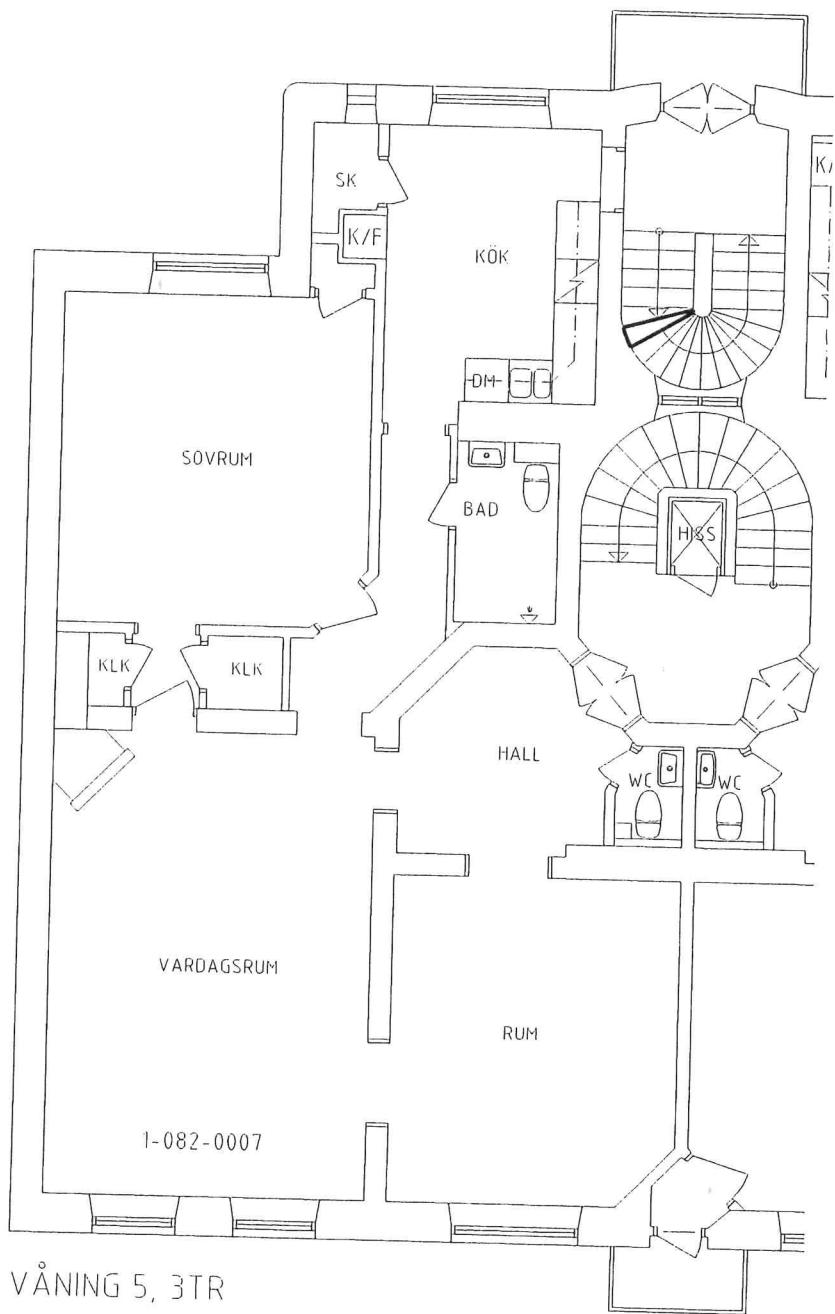 SK
K/F
KÖK
K/
DM
SOVRUM
BAD
HISS
KLK
KLK
HALL
WC
WC
VARDAGSRUM
RUM
1-082-0007
VÅNING 5, 3TR